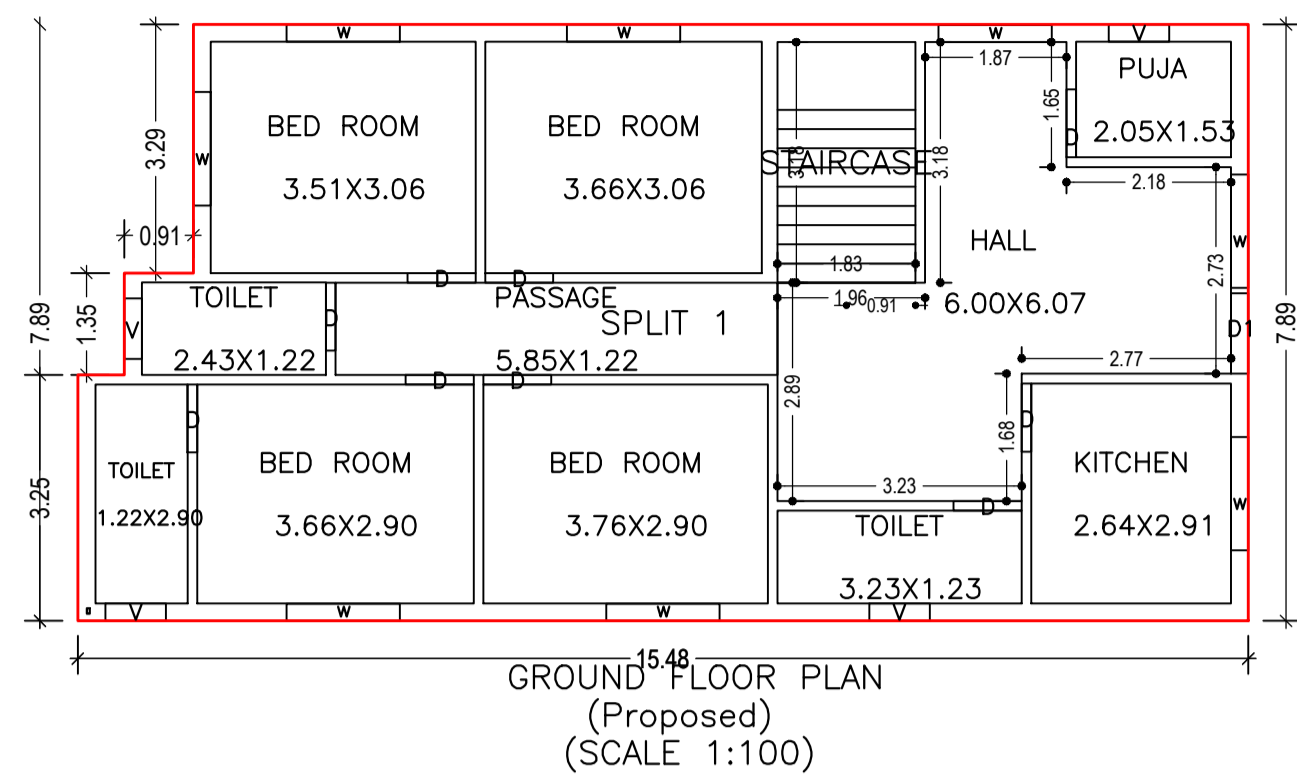 W
W
W
V
1.87
PUJA
BED ROOM
BED ROOM
1.65
2.05X1.53
D
3.29
W
STAIRCASE
3.18
3.18
3.51X3.06
3.66X3.06
2.18
0.91
HALL
W
D
D
1.83
2.73
TOILET
PASSAGE
1.96
0.91
6.00X6.07
7.89
1.35
V
D
SPLIT 1
D1
7.89
2.43X1.22
5.85X1.22
2.77
D
D
2.89
D
D
1.68
TOILET
BED ROOM
BED ROOM
KITCHEN
3.25
3.23
1.22X2.90
3.66X2.90
3.76X2.90
D
W
TOILET
2.64X2.91
3.23X1.23
V
W
W
V
15.48
GROUND FLOOR PLAN
(Proposed)
(SCALE 1:100)